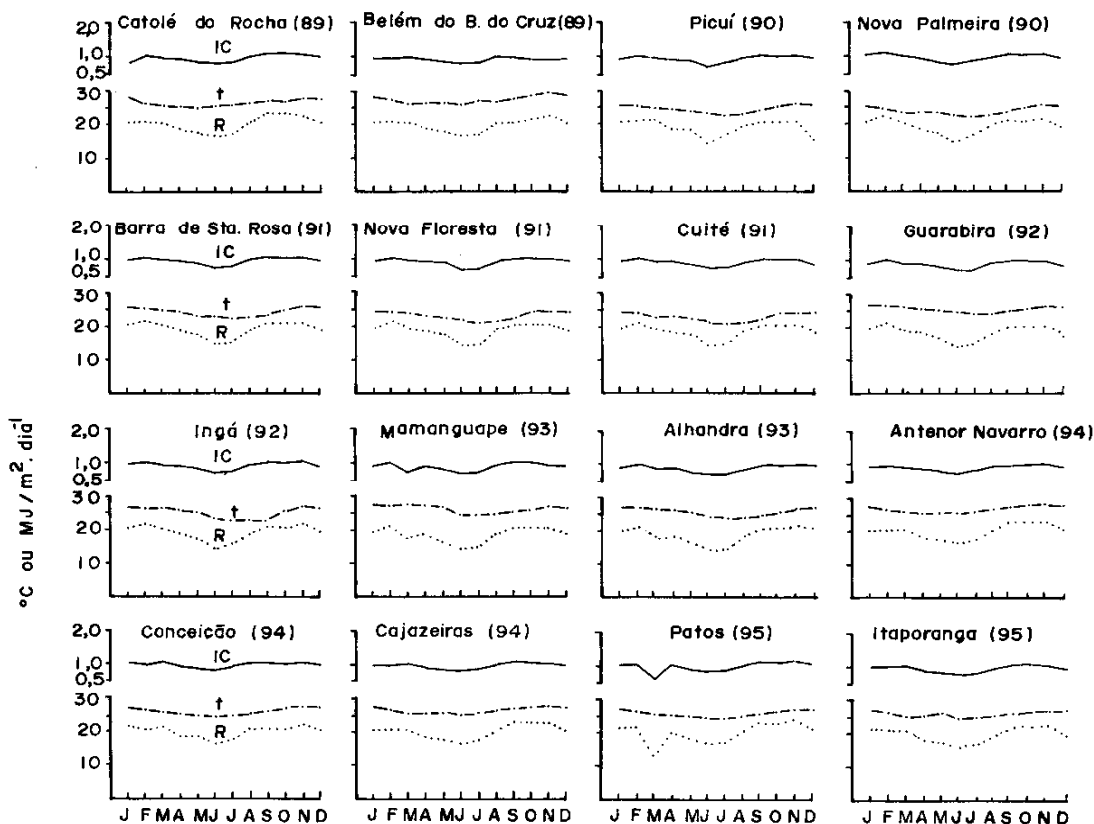 Catolé do Rocha (89) Belém do B. do Cruz (89) Picuí (90) Nova Palmeira (90)
2,0
IC
1,0
0,5
30
t
20
R
10
Barra de Sta. Rosa (91) Nova Floresta (91) Cuité (91) Guarabira (92)
2,0
IC
1,0
0,5
30
t
20
R
10
Ingá (92) Mamanguape (93) Alhandra (93) Antenor Navarro (94)
2,0
IC
1,0
0,5
30
t
20
R
10
Conceição (94) Cajazeiras (94) Patos (95) Itaporanga (95)
2,0
IC
1,0
0,5
30
t
20
R
10
J F M A M J J A S O N D J F M A M J J A S O N D J F M A M J J A S O N D J F M A M J J A S O N D
°C ou MJ/m².dia⁻¹